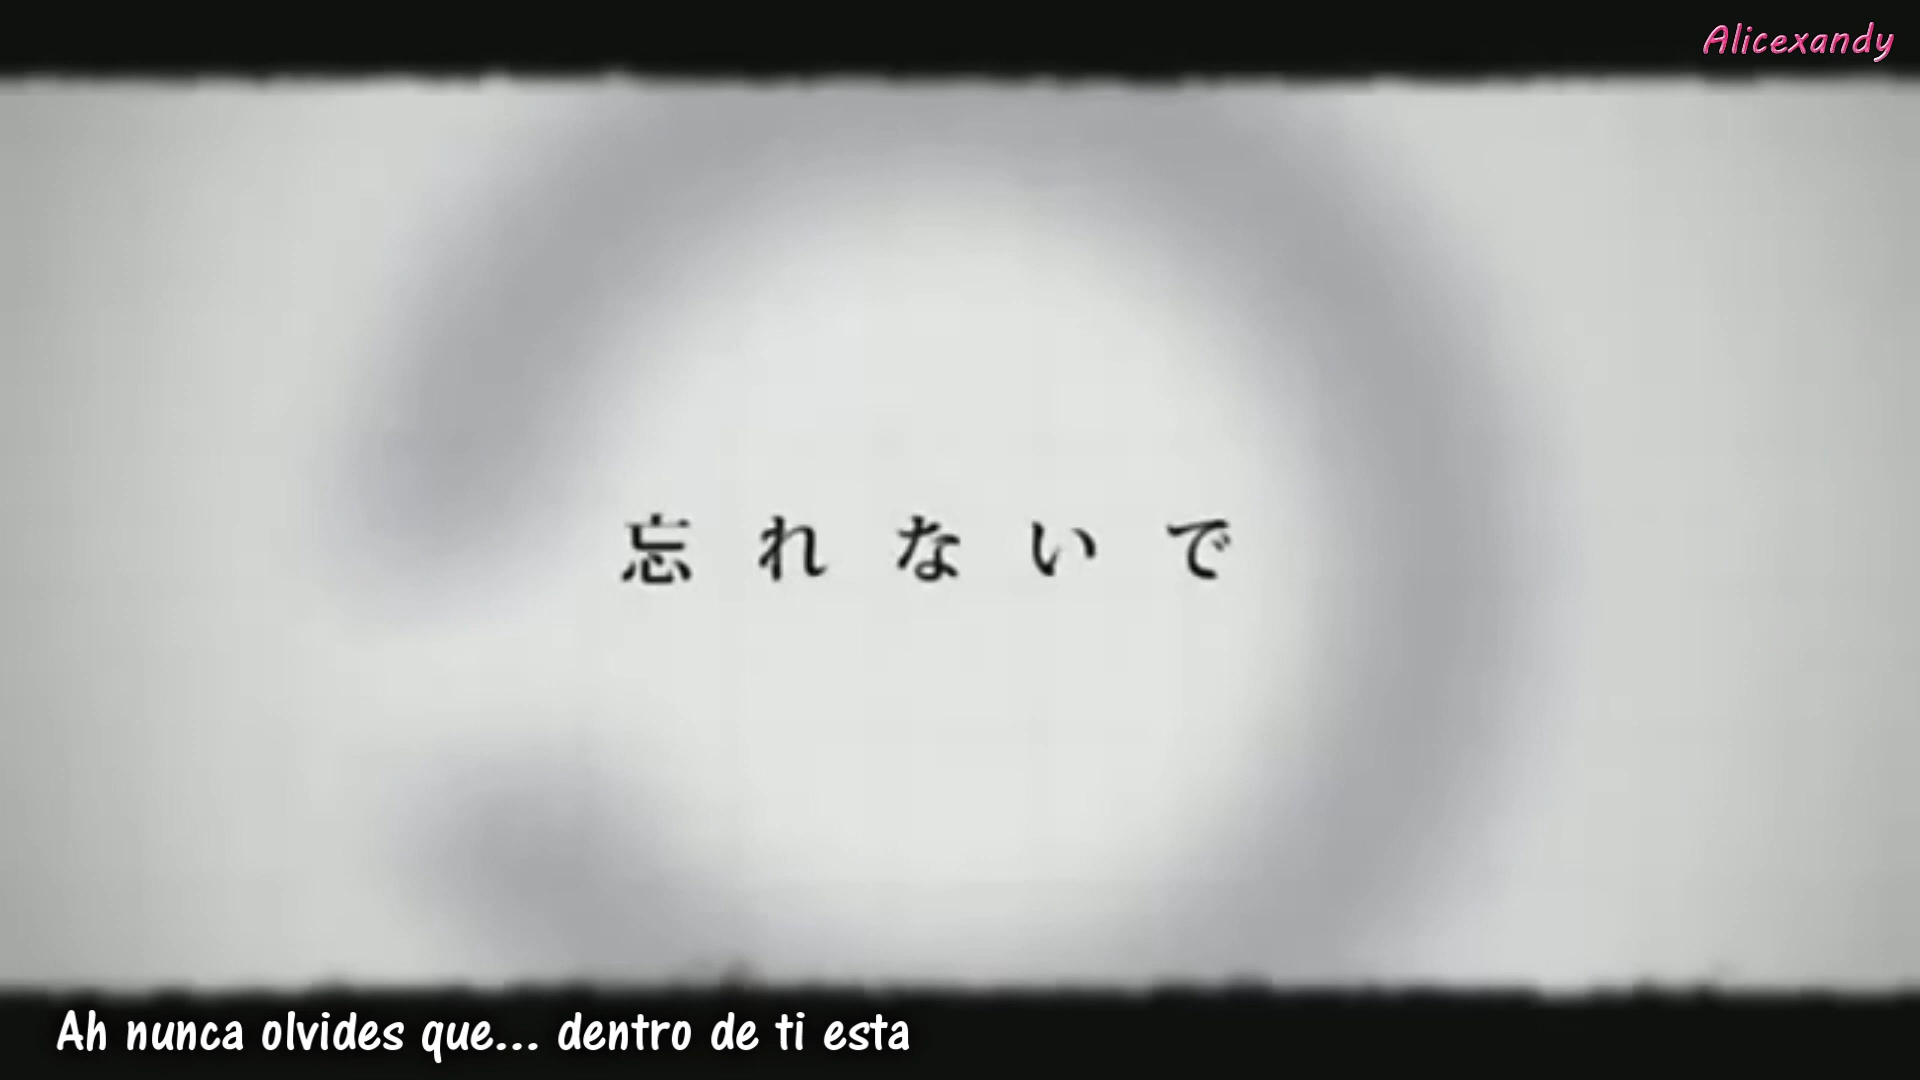 Alicexandy
忘れないで
Ah nunca olvides que... dentro de ti esta